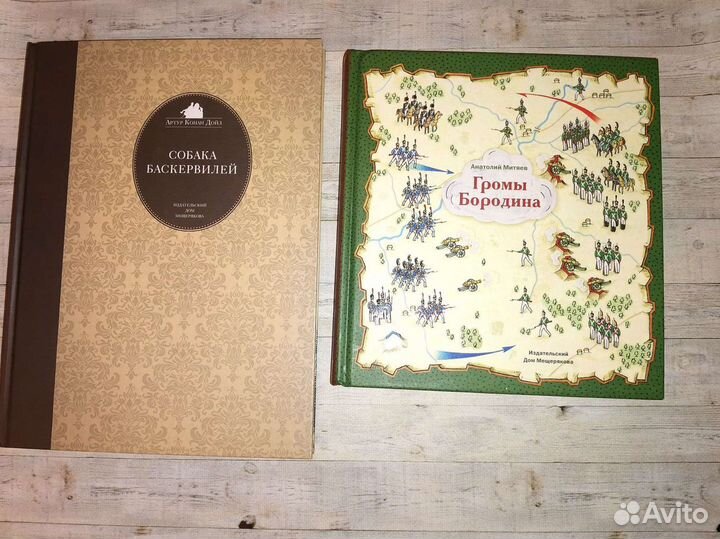 Артур Конан Дойл
СОБАКА
БАСКЕРВИЛЕЙ
ИЗДАТЕЛЬСКИЙ
ДОМ
МЕЩЕРЯКОВА
Анатолий Митяев
Громы
Бородина
Издательский
Дом Мещерякова
Avito